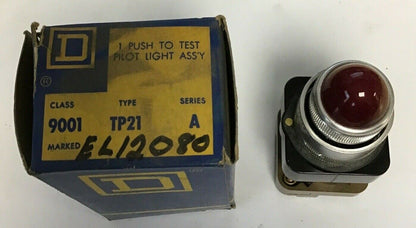 D
1 PUSH TO TEST
PILOT LIGHT ASS'Y
®
CLASS TYPE SERIES
9001 TP21 A
MARKED EL12080
D